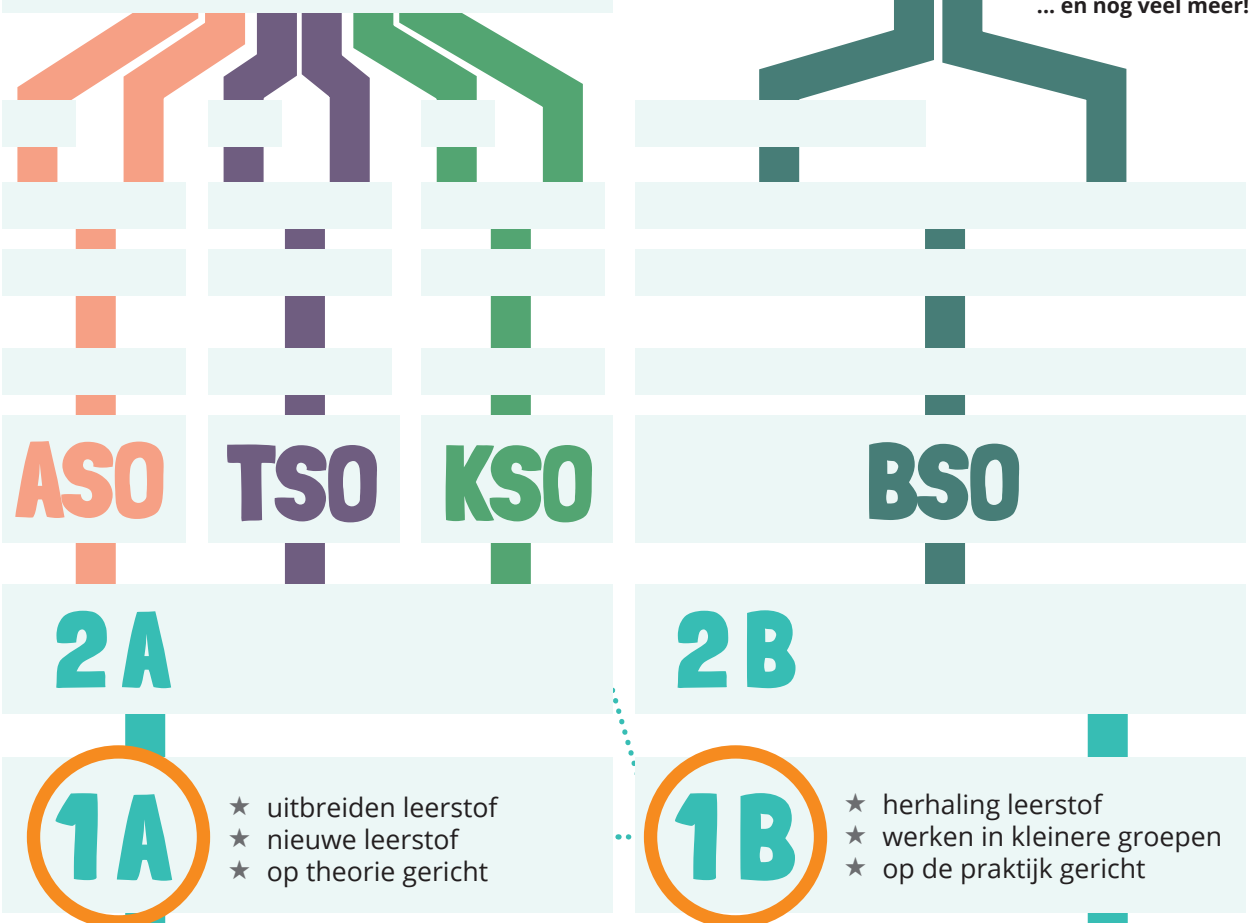 ... en nog veel meer!
ASO TSO KSO BSO
2A 2B
1A
uitbreiden leerstof
nieuwe leerstof
op theorie gericht
1B
herhaling leerstof
werken in kleinere groepen
op de praktijk gericht